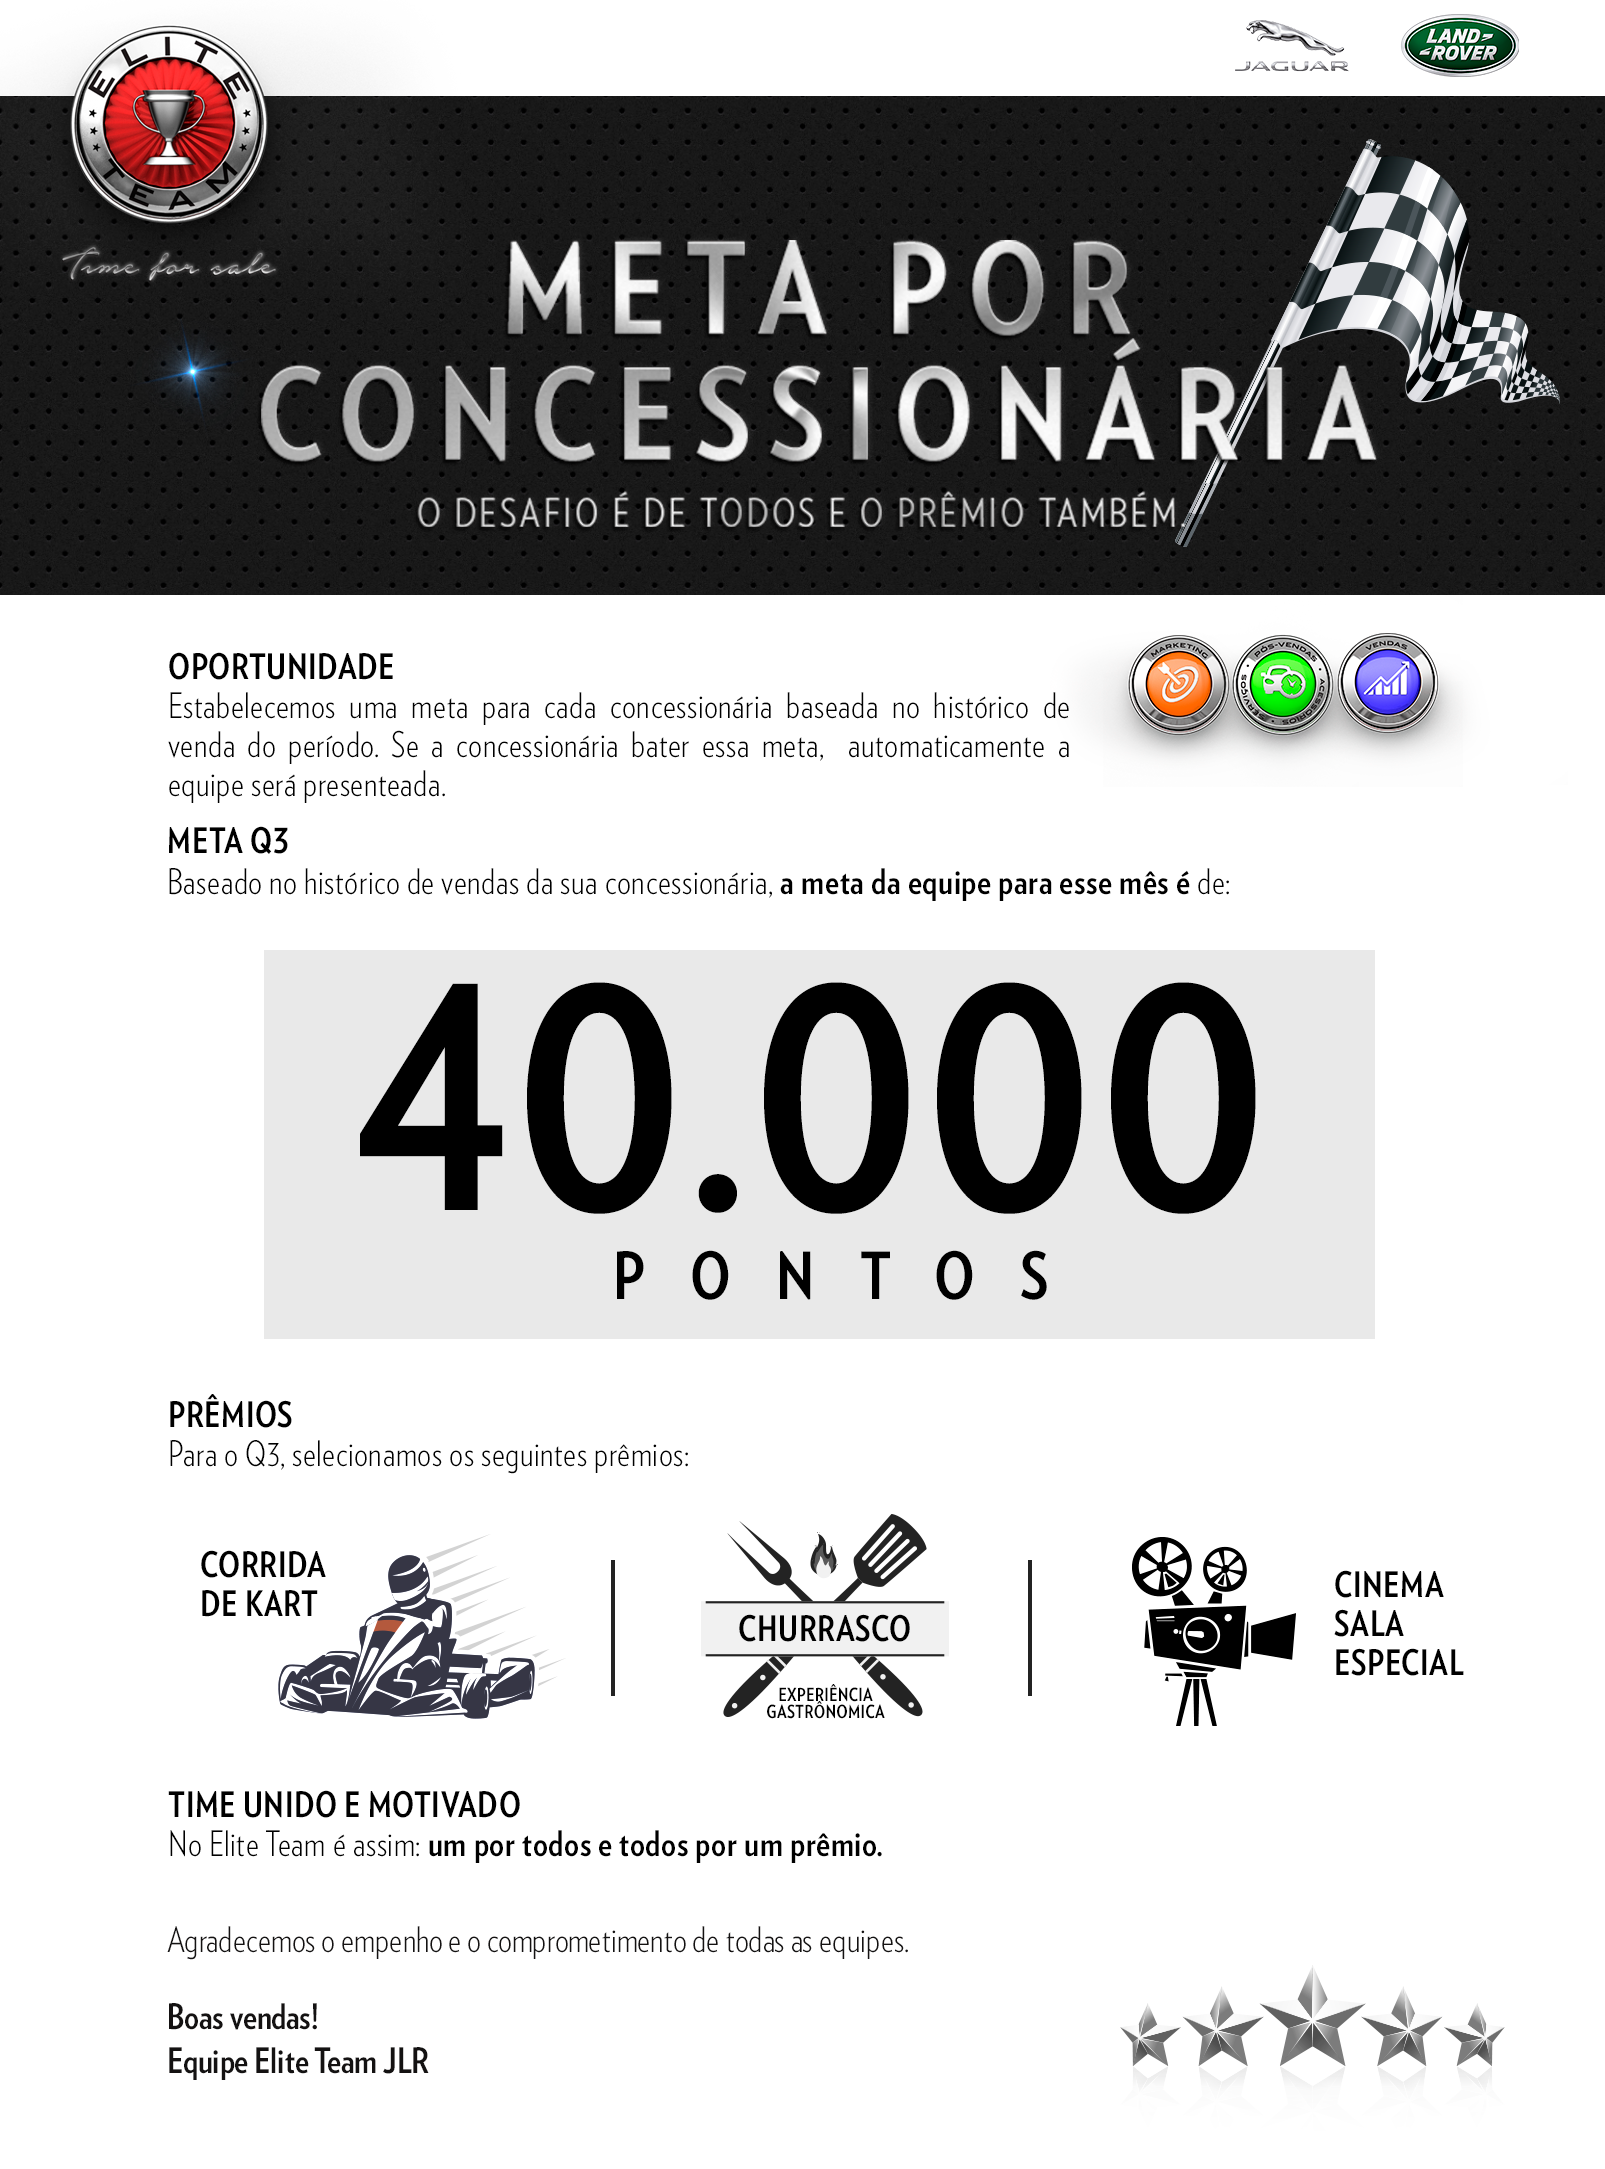 ELITE
TEAM
Time for sale
JAGUAR
LAND-
-ROVER
META POR
CONCESSIONÁRIA
O DESAFIO É DE TODOS E O PRÊMIO TAMBÉM.
OPORTUNIDADE
Estabelecemos uma meta para cada concessionária baseada no histórico de
venda do período. Se a concessionária bater essa meta, automaticamente a
equipe será presenteada.
MARKETING
PÓS-VENDAS
ACESSÓRIOS
SERVIÇOS
VENDAS
META Q3
Baseado no histórico de vendas da sua concessionária, a meta da equipe para esse mês é de:
40.000
PONTOS
PRÊMIOS
Para o Q3, selecionamos os seguintes prêmios:
CORRIDA
DE KART
CHURRASCO
EXPERIÊNCIA
GASTRÔNOMICA
CINEMA
SALA
ESPECIAL
TIME UNIDO E MOTIVADO
No Elite Team é assim: um por todos e todos por um prêmio.
Agradecemos o empenho e o comprometimento de todas as equipes.
Boas vendas!
Equipe Elite Team JLR